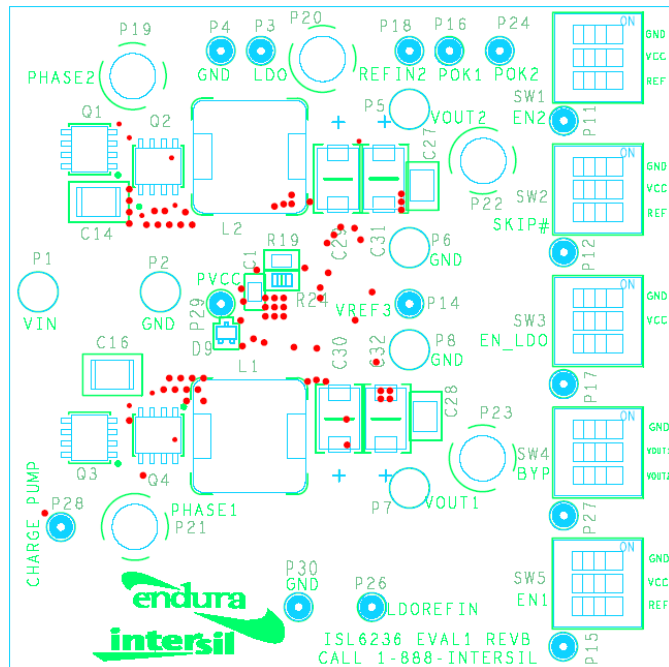 P19
P4
P3
P20
P18
P16
P24
ON
GND
VCC
REF
PHASE2
GND
LDO
REFIN2
POK1
POK2
SW1
EN2
P11
Q1
Q2
P5
VOUT2
C27
ON
GND
VCC
REF
SW2
SKIP#
P12
C14
L2
C29
C31
P22
P1
P2
PVCC
C1
R19
R24
P6
GND
VIN
GND
P29
VREF3
P14
GND
VCC
SW3
EN_LDO
P17
D9
C16
L1
C30
C32
P8
GND
C28
P23
GND
SW4
BYP
P27
Q3
Q4
P7
VOUT1
CHARGE PUMP
P28
PHASE1
P21
ON
GND
VCC
REF
SW5
EN1
P15
P30
GND
P26
LDOREFIN
endura
intersil
ISL6236 EVAL1 REVB
CALL 1-888-INTERSIL